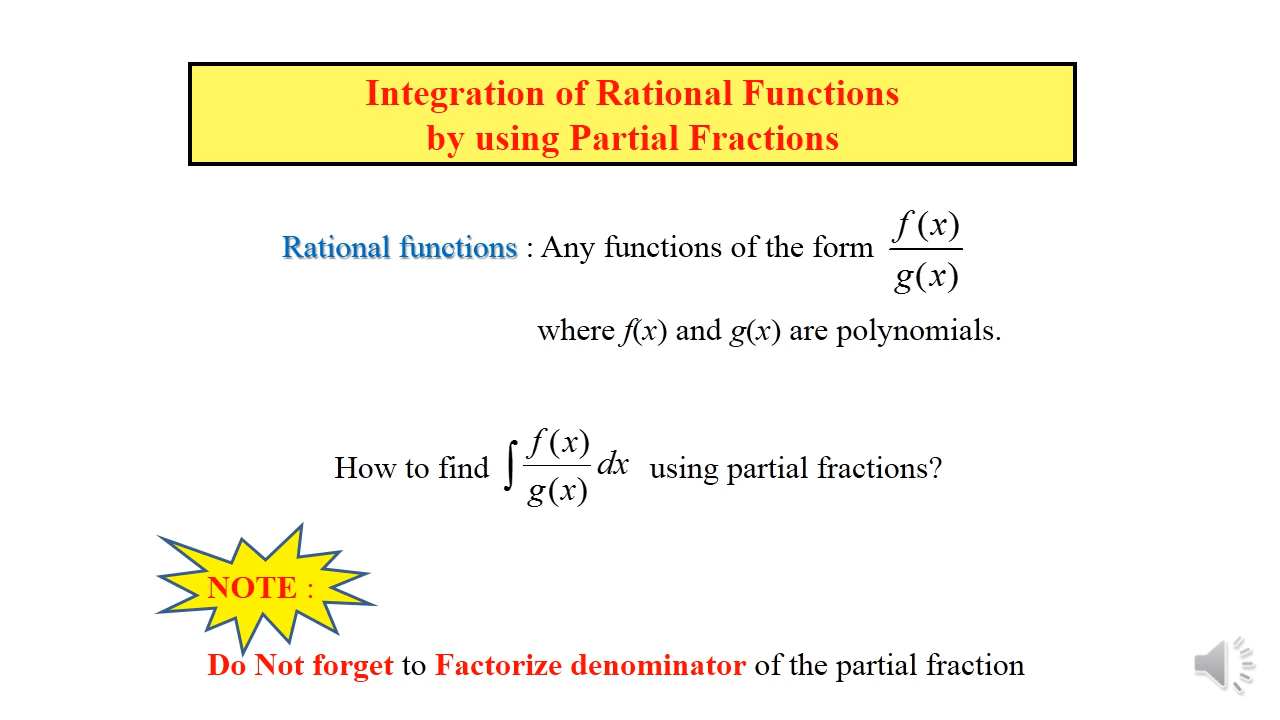 Integration of Rational Functions
by using Partial Fractions
Rational functions : Any functions of the form f(x)/g(x)
where f(x) and g(x) are polynomials.
How to find ∫ f(x)/g(x) dx using partial fractions?
NOTE :
Do Not forget to Factorize denominator of the partial fraction